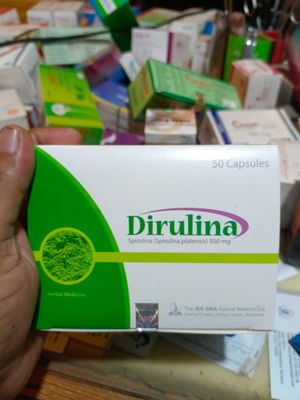 50 Capsules
Dirulina
Spirulina (Spirulina platensis) 500 mg
Herbal Medicine
The IBN SINA Natural Medicine Ltd.